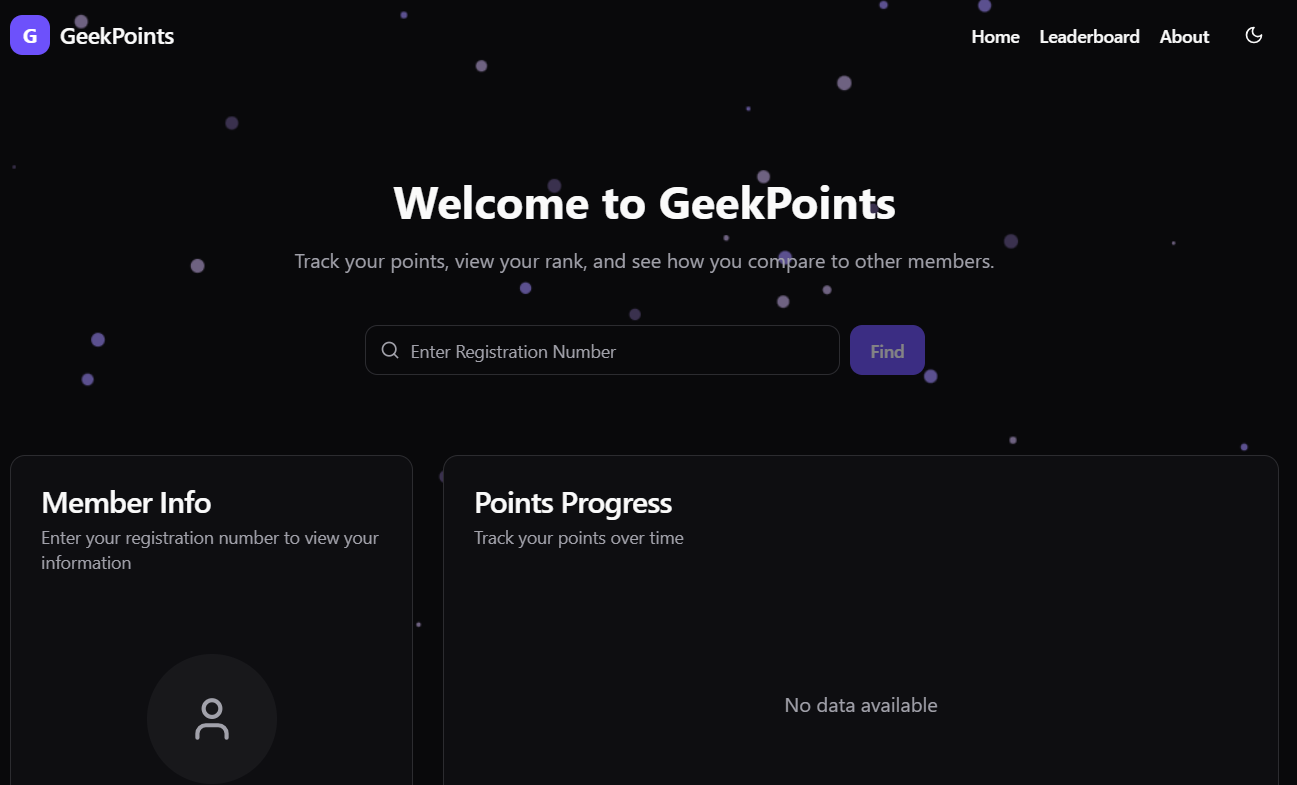 G
GeekPoints
Home
Leaderboard
About
Welcome to GeekPoints
Track your points, view your rank, and see how you compare to other members.
Enter Registration Number
Find
Member Info
Enter your registration number to view your
information
Points Progress
Track your points over time
No data available